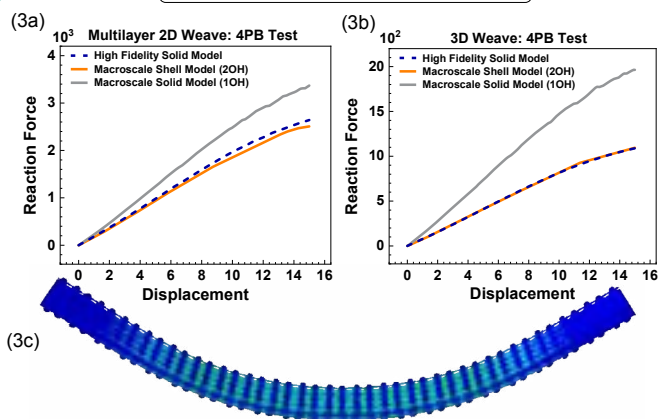 (3a)
Multilayer 2D Weave: 4PB Test
10³
4
3
2
1
0
Reaction Force
High Fidelity Solid Model
Macroscale Shell Model (2OH)
Macroscale Solid Model (1OH)
0 2 4 6 8 10 12 14 16
Displacement
(3b)
3D Weave: 4PB Test
10²
20
15
10
5
0
Reaction Force
High Fidelity Solid Model
Macroscale Shell Model (2OH)
Macroscale Solid Model (1OH)
0 2 4 6 8 10 12 14 16
Displacement
(3c)